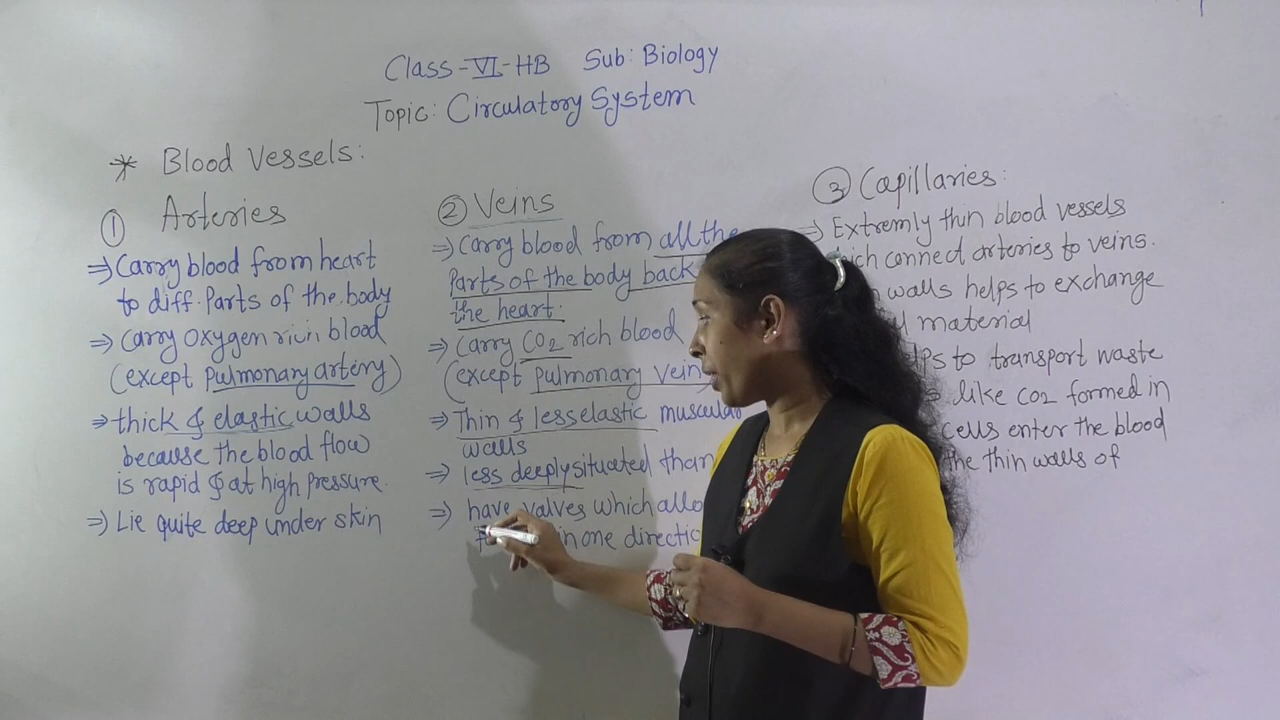 Class-VI-HB Sub: Biology
Topic: Circulatory System
* Blood Vessels:
① Arteries
⇒ Carry blood from heart
to diff. Parts of the body
⇒ Carry Oxygen rich blood
(except Pulmonary artery)
⇒ thick & elastic walls
because the blood flow
is rapid & at high Pressure.
⇒ Lie quite deep under skin
② Veins
⇒ Carry blood from all the
Parts of the body back
the heart.
⇒ Carry CO2 rich blood
(except Pulmonary vein
⇒ Thin & less elastic muscular
walls
⇒ less deeply situated than
⇒ have valves which
in one
③ Capillaries:
⇒ Extremly thin blood vessels
connect arteries to veins.
walls helps to exchange
material
to transport waste
like CO2 formed in
cells enter the blood
the thin walls of